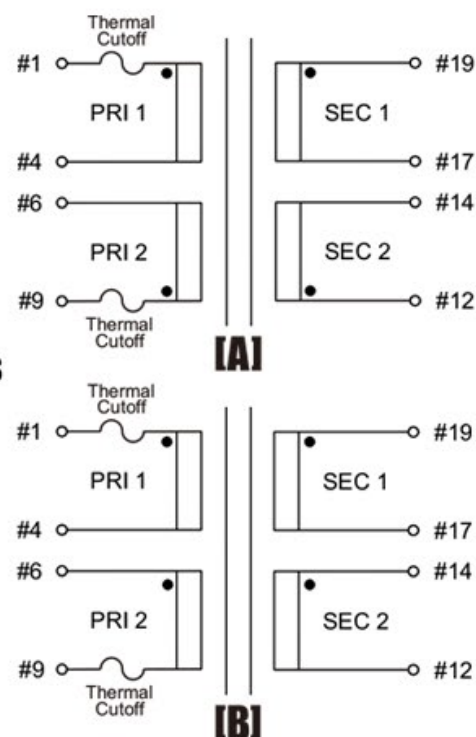 Thermal
Cutoff
#1
#19
PRI 1
SEC 1
#4
#17
#6
#14
PRI 2
SEC 2
#9
#12
Thermal
Cutoff
[A]
Thermal
Cutoff
#1
#19
PRI 1
SEC 1
#4
#17
#6
#14
PRI 2
SEC 2
#9
#12
Thermal
Cutoff
[B]